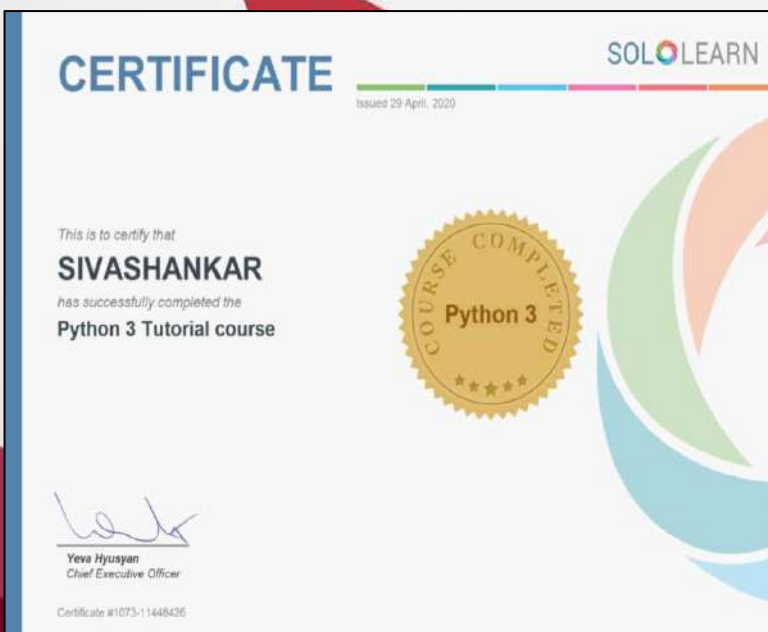 CERTIFICATE
SOLOLEARN
Issued 29 April, 2020
This is to certify that
SIVASHANKAR
has successfully completed the
Python 3 Tutorial course
COURSE COMPLETED
Python 3
Yeva Hyusyan
Chief Executive Officer
Certificate #1073-11448426